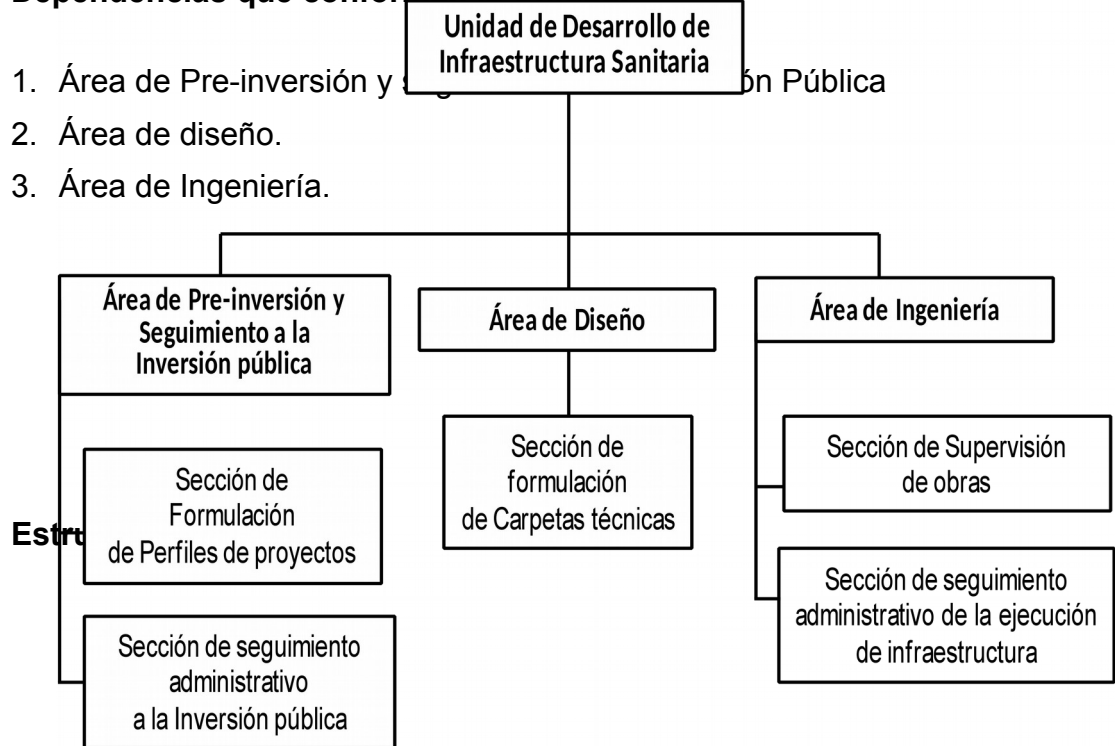 Dependencias que
Unidad de Desarrollo de
Infraestructura Sanitaria
1. Área de Pre-inversión y ón Pública
2. Área de diseño.
3. Área de Ingeniería.
Área de Pre-inversión y
Seguimiento a la
Inversión pública
Área de Diseño
Área de Ingeniería
Sección de
Formulación
de Perfiles de proyectos
Sección de
formulación
de Carpetas técnicas
Sección de Supervisión
de obras
Sección de seguimiento
administrativo
a la Inversión pública
Sección de seguimiento
administrativo de la ejecución
de infraestructura